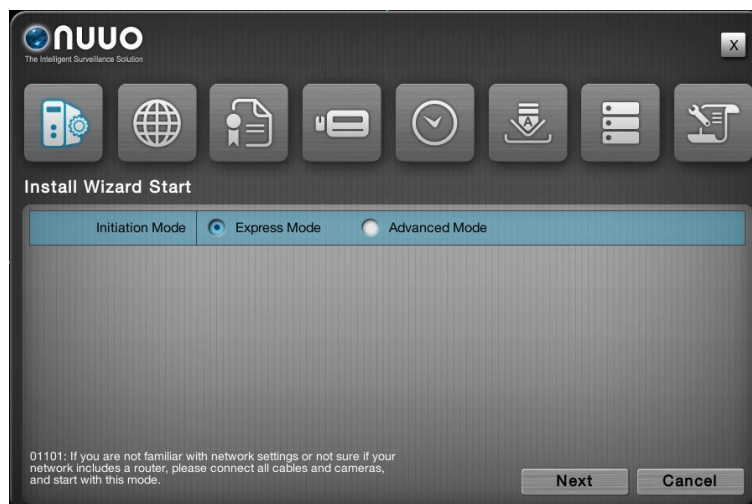 nuuo
The Intelligent Surveillance Solution
X
A
Install Wizard Start
Initiation Mode
Express Mode
Advanced Mode
01101: If you are not familiar with network settings or not sure if your
network includes a router, please connect all cables and cameras,
and start with this mode.
Next
Cancel